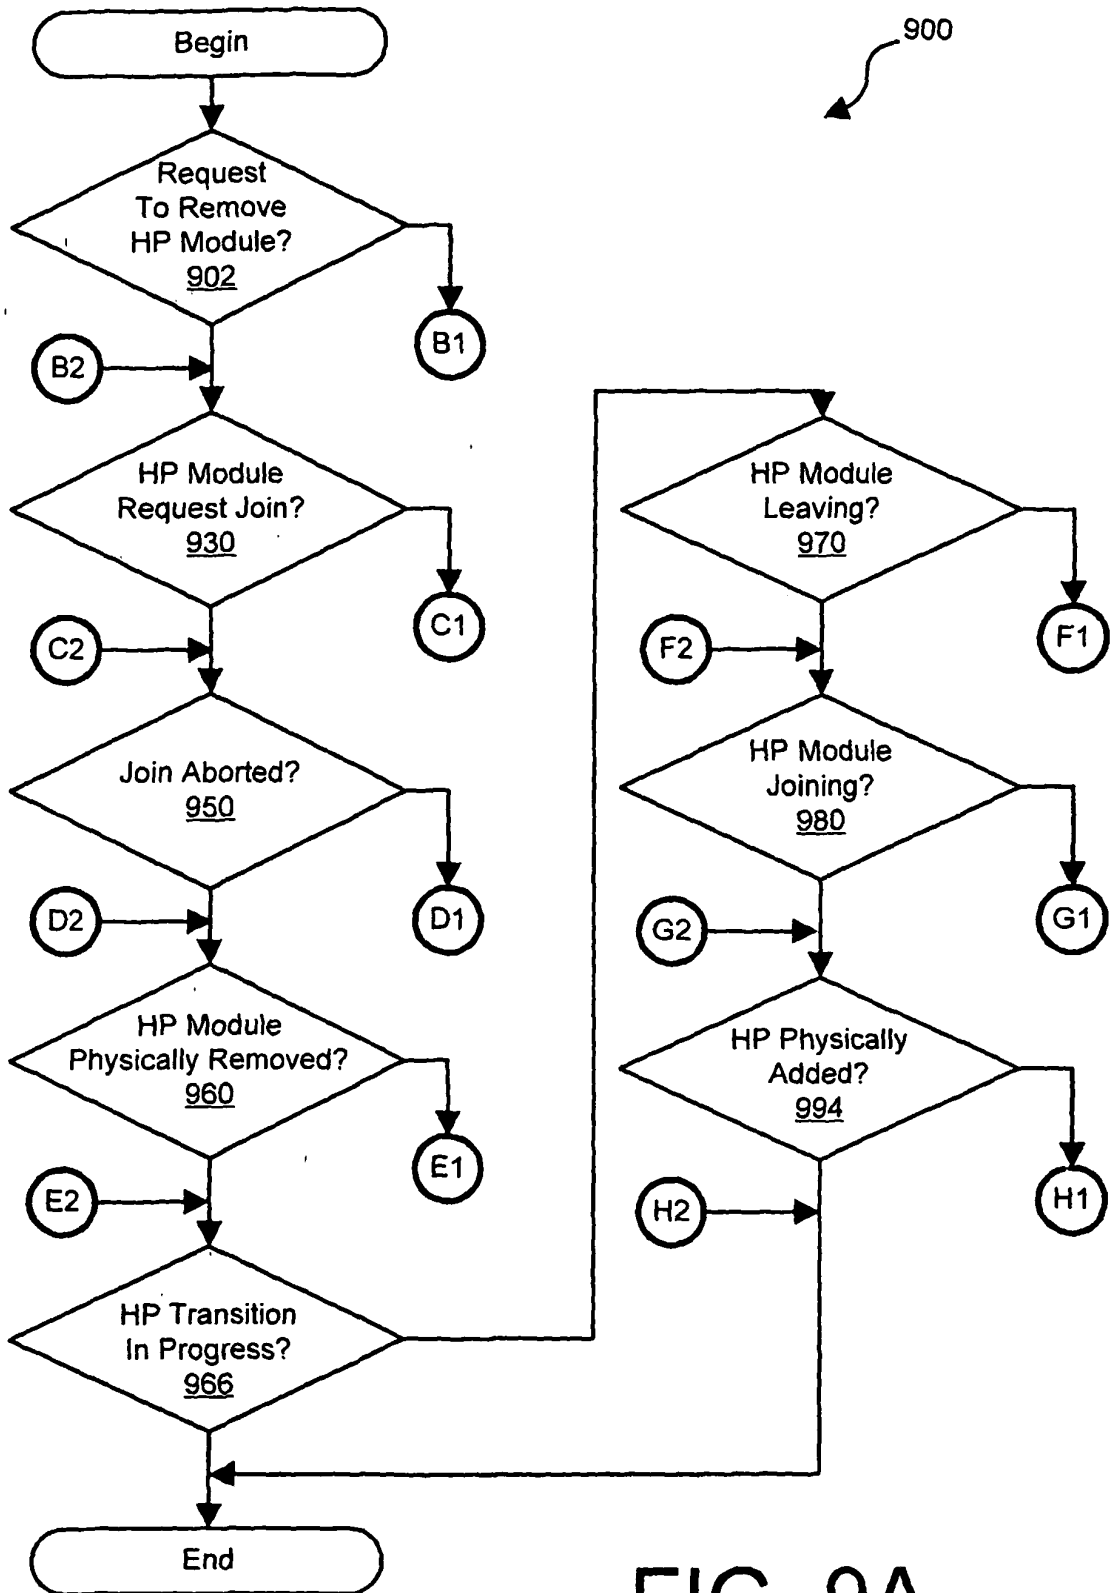 Begin
900
Request
To Remove
HP Module?
902
B1
B2
HP Module
Request Join?
930
C1
C2
Join Aborted?
950
D1
D2
HP Module
Physically Removed?
960
E1
E2
HP Transition
In Progress?
966
End
HP Module
Leaving?
970
F1
F2
HP Module
Joining?
980
G1
G2
HP Physically
Added?
994
H1
H2
FIG. 9A